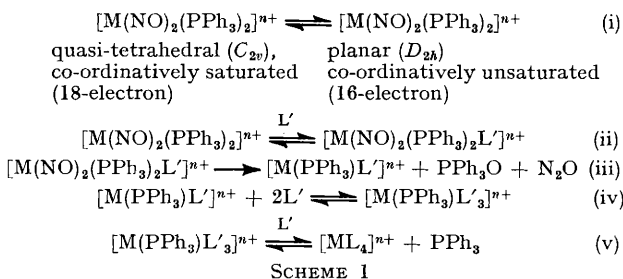 [M(NO)₂(PPh₃)₂]ⁿ⁺ ⇌ [M(NO)₂(PPh₃)₂]ⁿ⁺ (i)
quasi-tetrahedral (C₂ᵥ), planar (D₂ₕ)
co-ordinatively saturated co-ordinatively unsaturated
(18-electron) (16-electron)
L′
[M(NO)₂(PPh₃)₂]ⁿ⁺ ⇌ [M(NO)₂(PPh₃)₂L′]ⁿ⁺ (ii)
[M(NO)₂(PPh₃)₂L′]ⁿ⁺ ⟶ [M(PPh₃)L′]ⁿ⁺ + PPh₃O + N₂O (iii)
[M(PPh₃)L′]ⁿ⁺ + 2L′ ⇌ [M(PPh₃)L′₃]ⁿ⁺ (iv)
L′
[M(PPh₃)L′₃]ⁿ⁺ ⇌ [ML₄]ⁿ⁺ + PPh₃ (v)
SCHEME 1